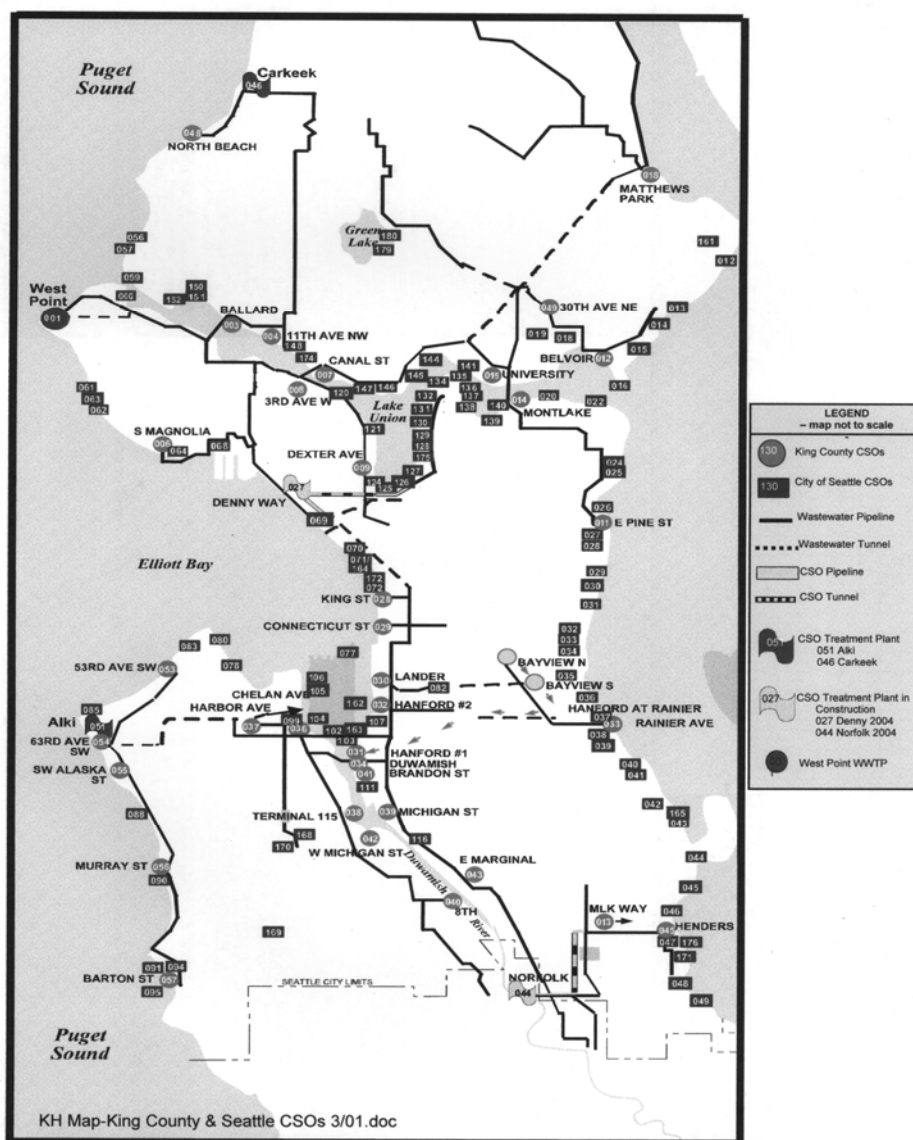 Puget
Sound
Carkeek
046
048
NORTH BEACH
018
MATTHEWS
PARK
056
057
Green
Lake
180
179
161
012
059
060
150
151
152
West
Point
001
BALLARD
003
004
11TH AVE NW
148
174
049
30TH AVE NE
013
014
019
018
015
BELVOIR
012
CANAL ST
007
144
141
145
134
135
015
UNIVERSITY
016
3RD AVE W
008
120
147
146
132
136
137
138
140
014
020
022
MONTLAKE
139
061
063
062
Lake
Union
131
130
129
128
175
121
S MAGNOLIA
006
064
068
DEXTER AVE
009
127
124
125
126
024
025
027
DENNY WAY
069
026
011
E PINE ST
027
028
Elliott Bay
070
071/
164
172
072
029
030
031
KING ST
028
CONNECTICUT ST
029
032
033
034
083
080
077
078
53RD AVE SW
053
BAYVIEW N
035
BAYVIEW S
036
LANDER
030
082
106
105
CHELAN AVE
HARBOR AVE
162
032
HANFORD #2
HANFORD AT RAINIER
037
033
RAINIER AVE
085
Alki
051
63RD AVE
SW
054
037
099
036
104
102
163
107
103
038
039
031
HANFORD #1
034
DUWAMISH
041
BRANDON ST
111
SW ALASKA
ST
055
040
041
088
TERMINAL 115
038
039
MICHIGAN ST
042
165
043
168
170
042
W MICHIGAN ST
116
MURRAY ST
056
090
E MARGINAL
043
Duwamish
River
044
045
040
8TH
MLK WAY
013
046
045
HENDERS
047
176
171
109
091
094
BARTON ST
057
095
SEATTLE CITY LIMITS
NORFOLK
044
048
049
Puget
Sound
KH Map-King County & Seattle CSOs 3/01.doc
LEGEND
– map not to scale
130
King County CSOs
130
City of Seattle CSOs
Wastewater Pipeline
Wastewater Tunnel
CSO Pipeline
CSO Tunnel
051
CSO Treatment Plant
051 Alki
046 Carkeek
027
CSO Treatment Plant in
Construction
027 Denny 2004
044 Norfolk 2004
West Point WWTP